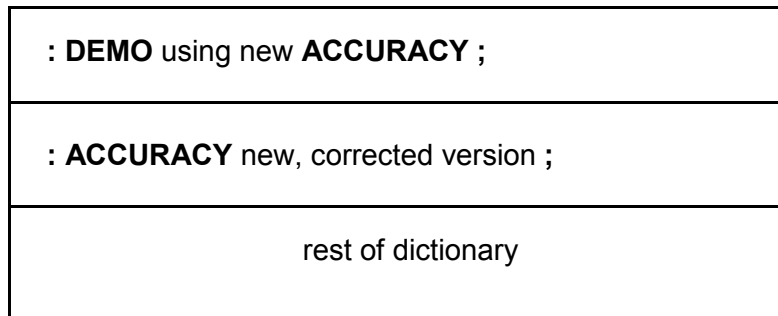 : DEMO using new ACCURACY ;
: ACCURACY new, corrected version ;
rest of dictionary